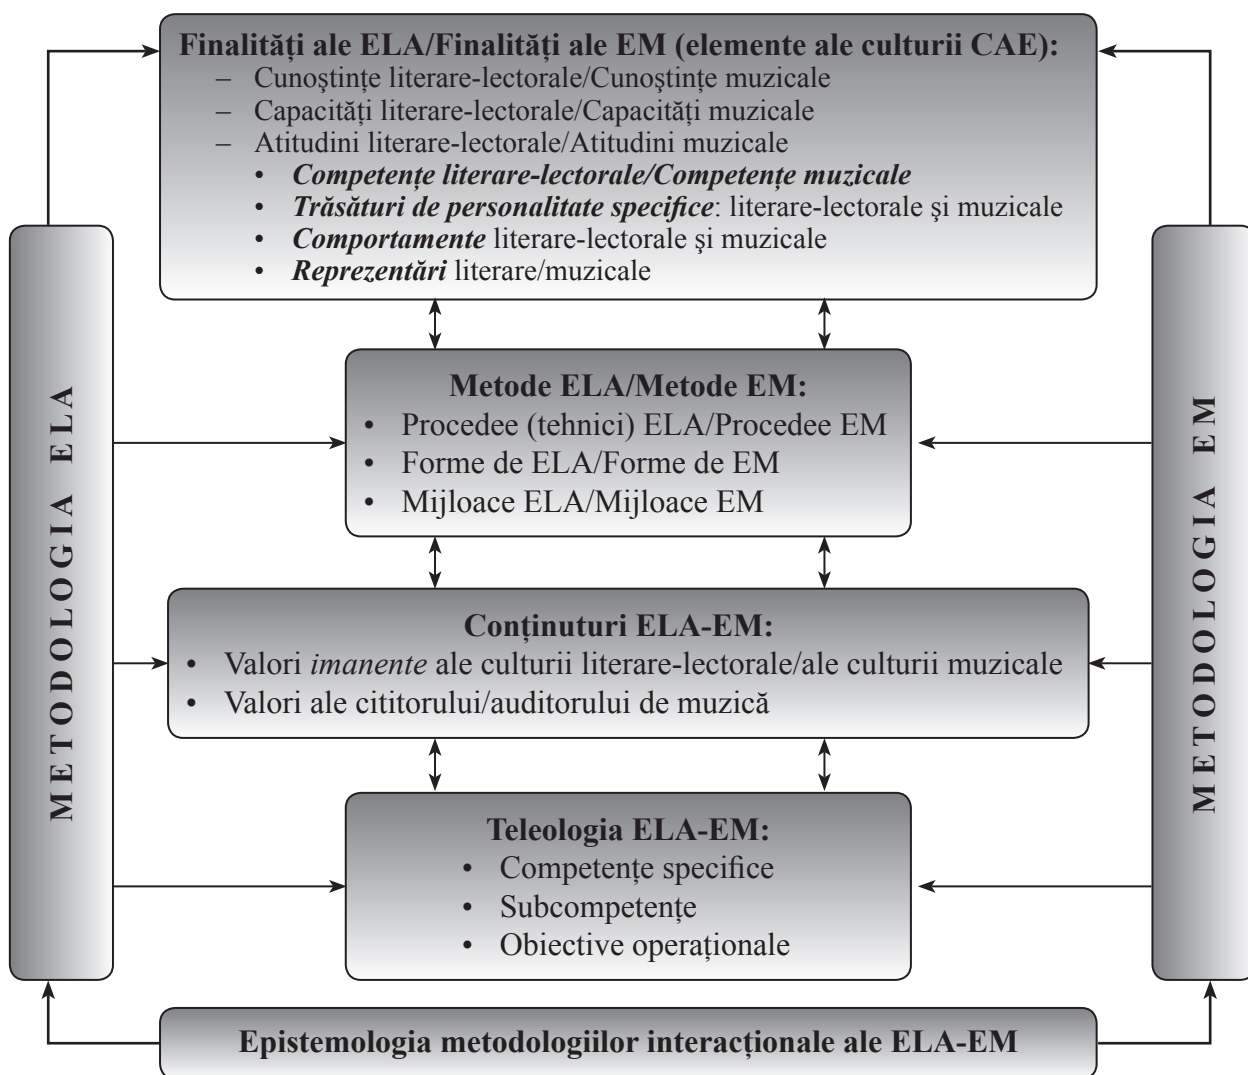 Finalități ale ELA/Finalități ale EM (elemente ale culturii CAE):
– Cunoştințe literare-lectorale/Cunoştințe muzicale
– Capacități literare-lectorale/Capacități muzicale
– Atitudini literare-lectorale/Atitudini muzicale
• Competențe literare-lectorale/Competențe muzicale
• Trăsături de personalitate specifice: literare-lectorale şi muzicale
• Comportamente literare-lectorale şi muzicale
• Reprezentări literare/muzicale
METODOLOGIA ELA
Metode ELA/Metode EM:
• Procedee (tehnici) ELA/Procedee EM
• Forme de ELA/Forme de EM
• Mijloace ELA/Mijloace EM
METODOLOGIA EM
Conținuturi ELA-EM:
• Valori imanente ale culturii literare-lectorale/ale culturii muzicale
• Valori ale cititorului/auditorului de muzică
Teleologia ELA-EM:
• Competențe specifice
• Subcompetențe
• Obiective operaționale
Epistemologia metodologiilor interacționale ale ELA-EM